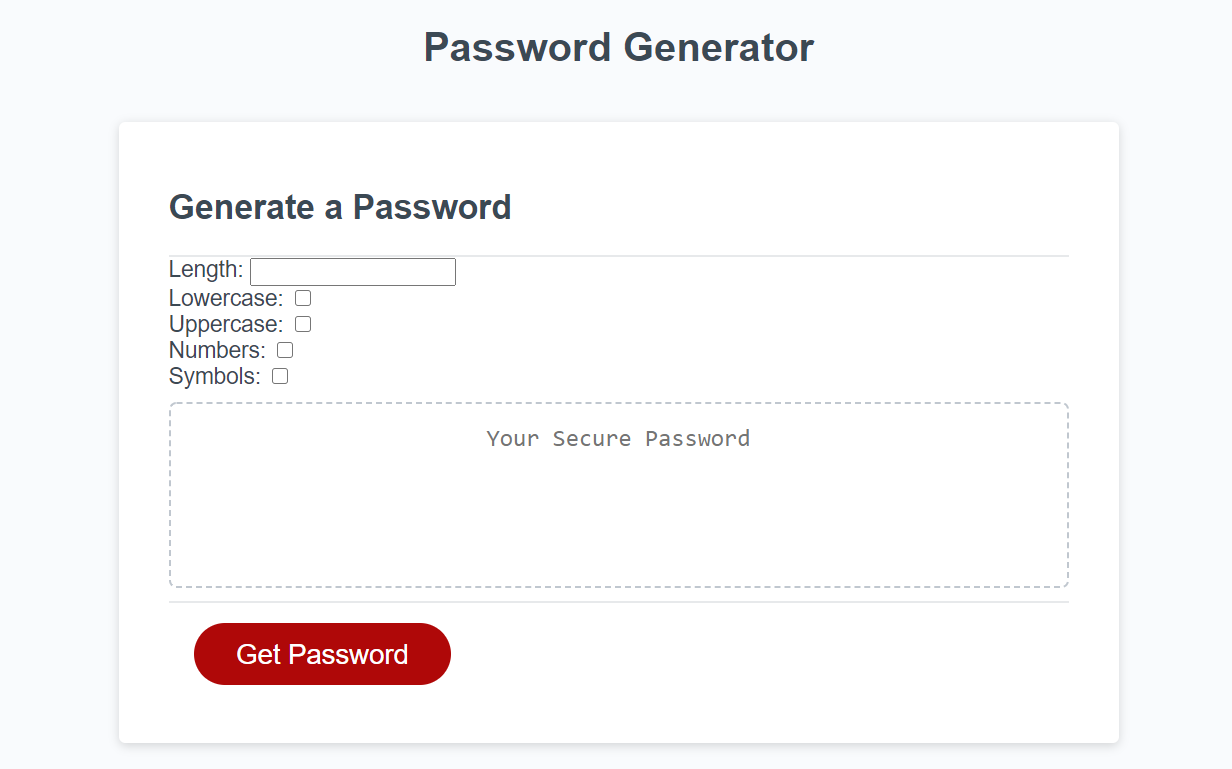 Password Generator
Generate a Password
Length:
Lowercase:
Uppercase:
Numbers:
Symbols:
Your Secure Password
Get Password